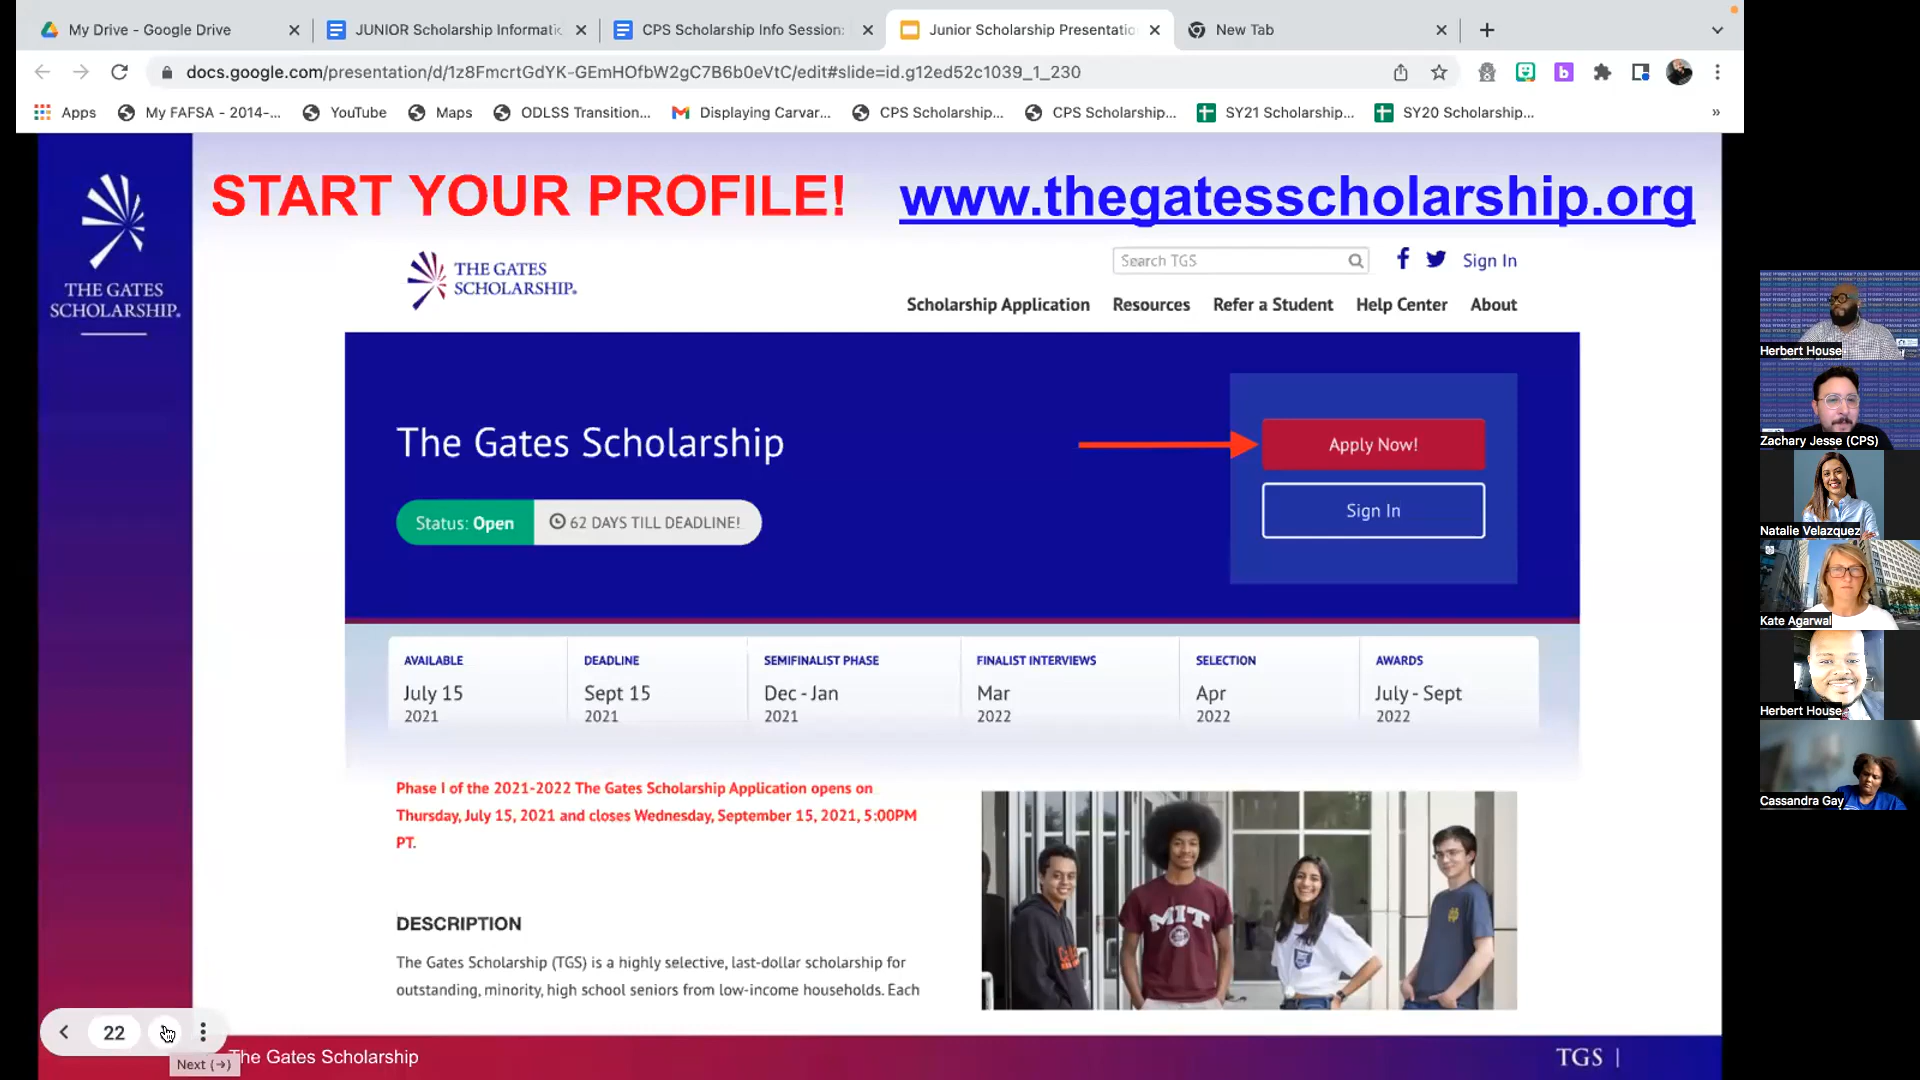 My Drive - Google Drive
JUNIOR Scholarship Informati
CPS Scholarship Info Session:
Junior Scholarship Presentatio
New Tab
docs.google.com/presentation/d/1z8FmcrtGdYK-GEmHOfbW2gC7B6b0eVtC/edit#slide=id.g12ed52c1039_1_230
Apps
My FAFSA - 2014-...
YouTube
Maps
ODLSS Transition...
Displaying Carvar...
CPS Scholarship...
CPS Scholarship...
SY21 Scholarship...
SY20 Scholarship...
»
START YOUR PROFILE!
www.thegatesscholarship.org
THE GATES
SCHOLARSHIP.
THE GATES
SCHOLARSHIP.
Search TGS
Sign In
Scholarship Application
Resources
Refer a Student
Help Center
About
The Gates Scholarship
Apply Now!
Sign In
Status: Open
62 DAYS TILL DEADLINE!
AVAILABLE
July 15
2021
DEADLINE
Sept 15
2021
SEMIFINALIST PHASE
Dec - Jan
2021
FINALIST INTERVIEWS
Mar
2022
SELECTION
Apr
2022
AWARDS
July - Sept
2022
Phase I of the 2021-2022 The Gates Scholarship Application opens on
Thursday, July 15, 2021 and closes Wednesday, September 15, 2021, 5:00PM
PT.
DESCRIPTION
The Gates Scholarship (TGS) is a highly selective, last-dollar scholarship for
outstanding, minority, high school seniors from low-income households. Each
MIT
22
Next (→)
The Gates Scholarship
TGS |
Herbert House
Zachary Jesse (CPS)
Natalie Velazquez
Kate Agarwal
Herbert House
Cassandra Gay